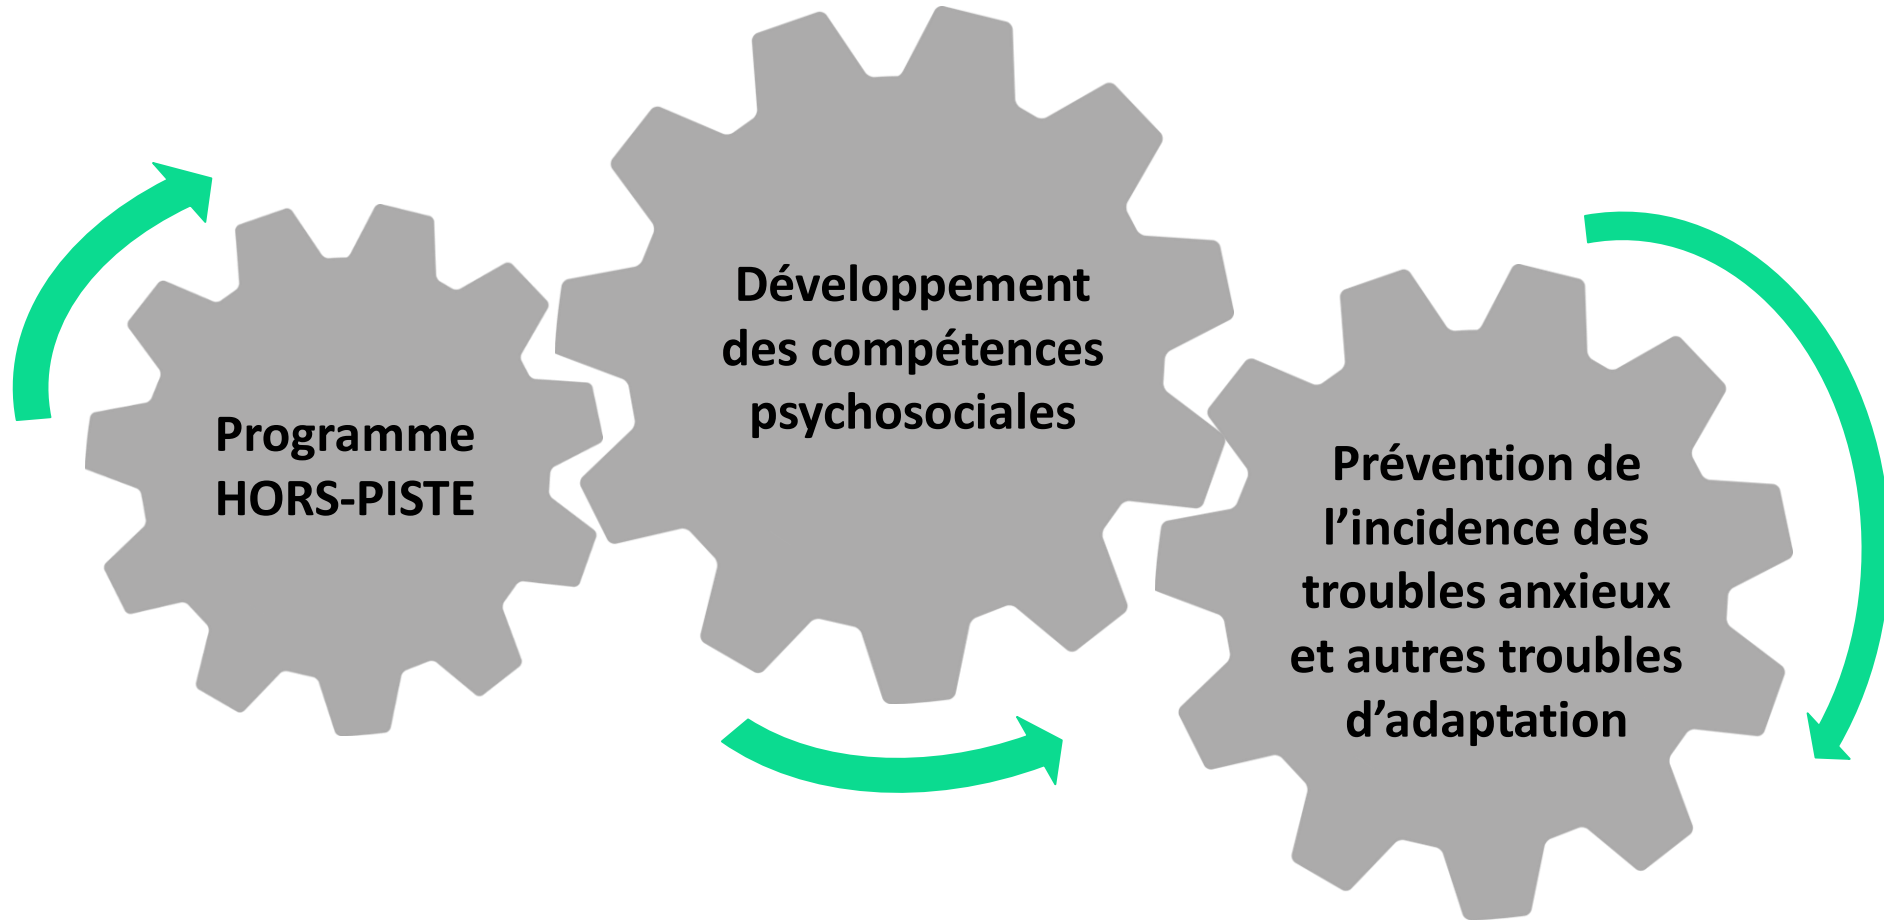 Programme
HORS-PISTE
Développement
des compétences
psychosociales
Prévention de
l’incidence des
troubles anxieux
et autres troubles
d’adaptation